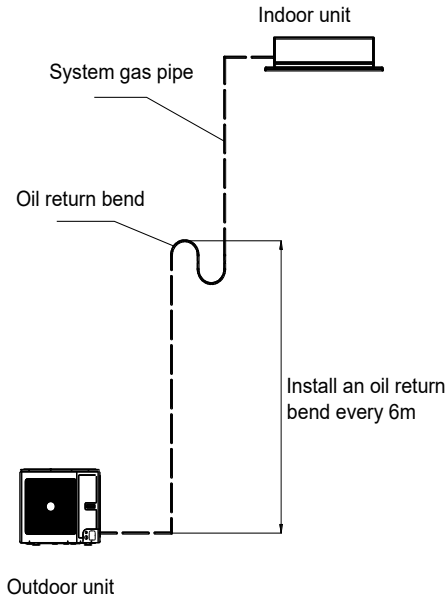 Indoor unit
System gas pipe
Oil return bend
Install an oil return
bend every 6m
Outdoor unit